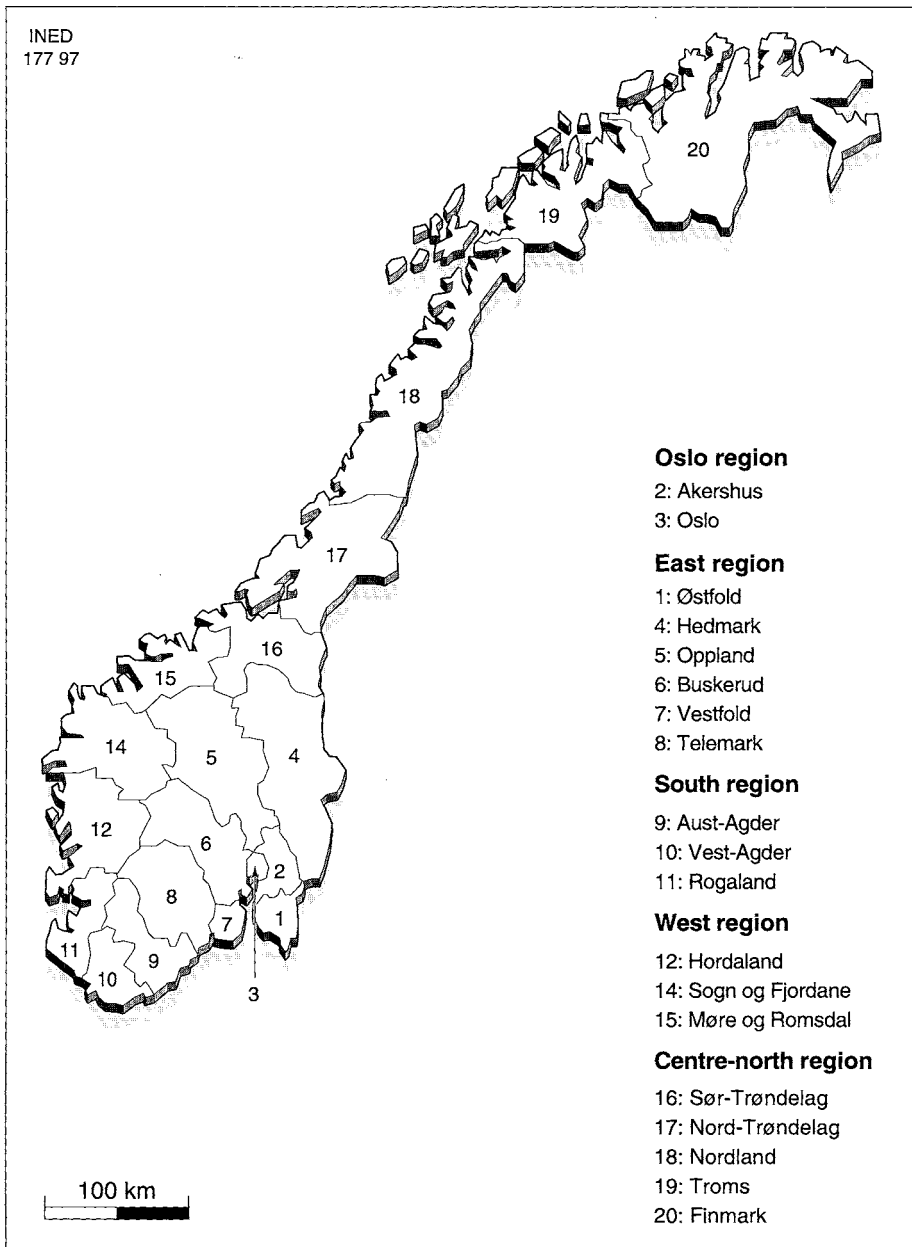 INED
177 97
20
19
18
17
16
15
14
5
4
12
6
2
8
1
7
11
9
10
3
Oslo region
2: Akershus
3: Oslo
East region
1: Østfold
4: Hedmark
5: Oppland
6: Buskerud
7: Vestfold
8: Telemark
South region
9: Aust-Agder
10: Vest-Agder
11: Rogaland
West region
12: Hordaland
14: Sogn og Fjordane
15: Møre og Romsdal
Centre-north region
16: Sør-Trøndelag
17: Nord-Trøndelag
18: Nordland
19: Troms
20: Finmark
100 km